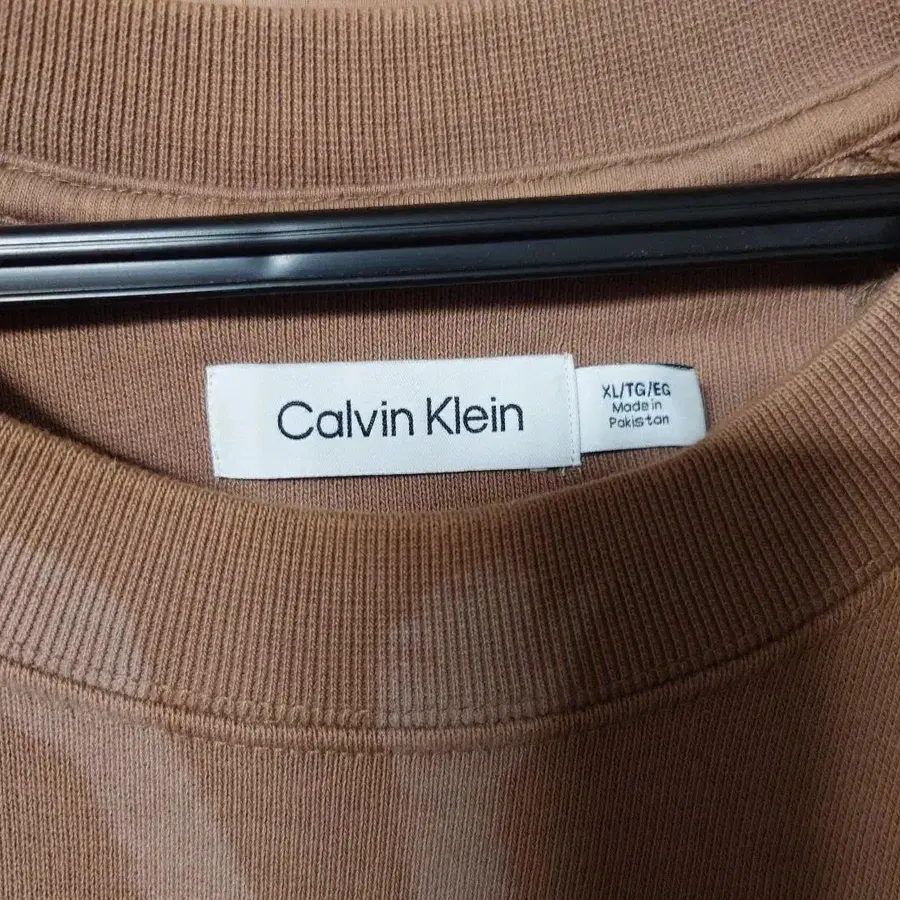 Calvin Klein
XL/TG/EG
Made in
Pakistan